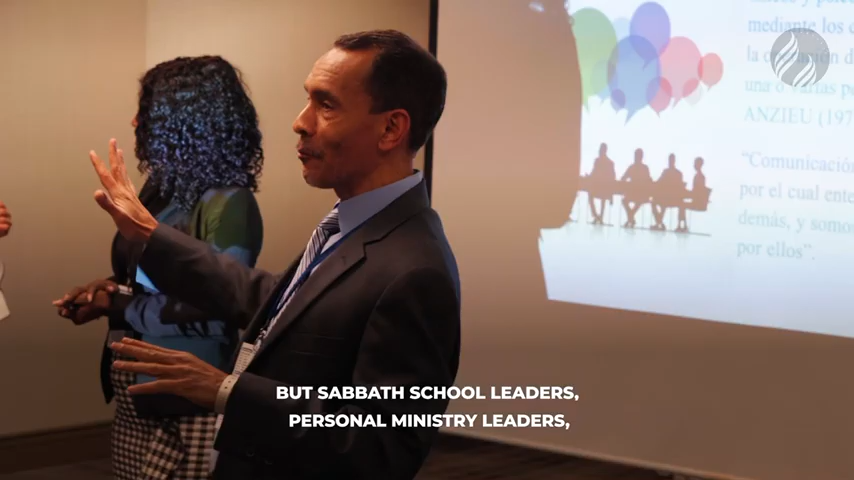 mediante los
la
una o varias
ANZIEU (197
"Comunicación
por el cual ente
demás, y somo
por ellos".
BUT SABBATH SCHOOL LEADERS,
PERSONAL MINISTRY LEADERS,